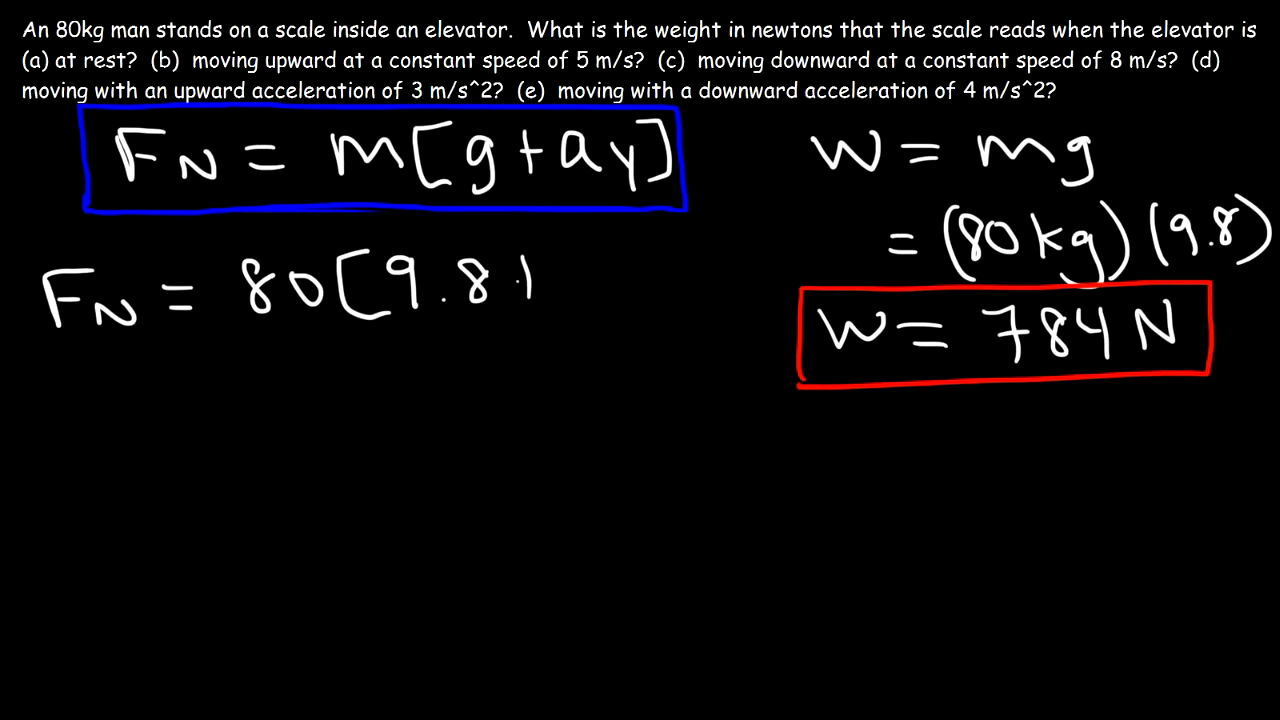 An 80kg man stands on a scale inside an elevator. What is the weight in newtons that the scale reads when the elevator is
(a) at rest? (b) moving upward at a constant speed of 5 m/s? (c) moving downward at a constant speed of 8 m/s? (d)
moving with an upward acceleration of 3 m/s^2? (e) moving with a downward acceleration of 4 m/s^2?
FN = m[g+ay]
W = mg
= (80kg)(9.8)
FN = 80[9.8
W = 784 N